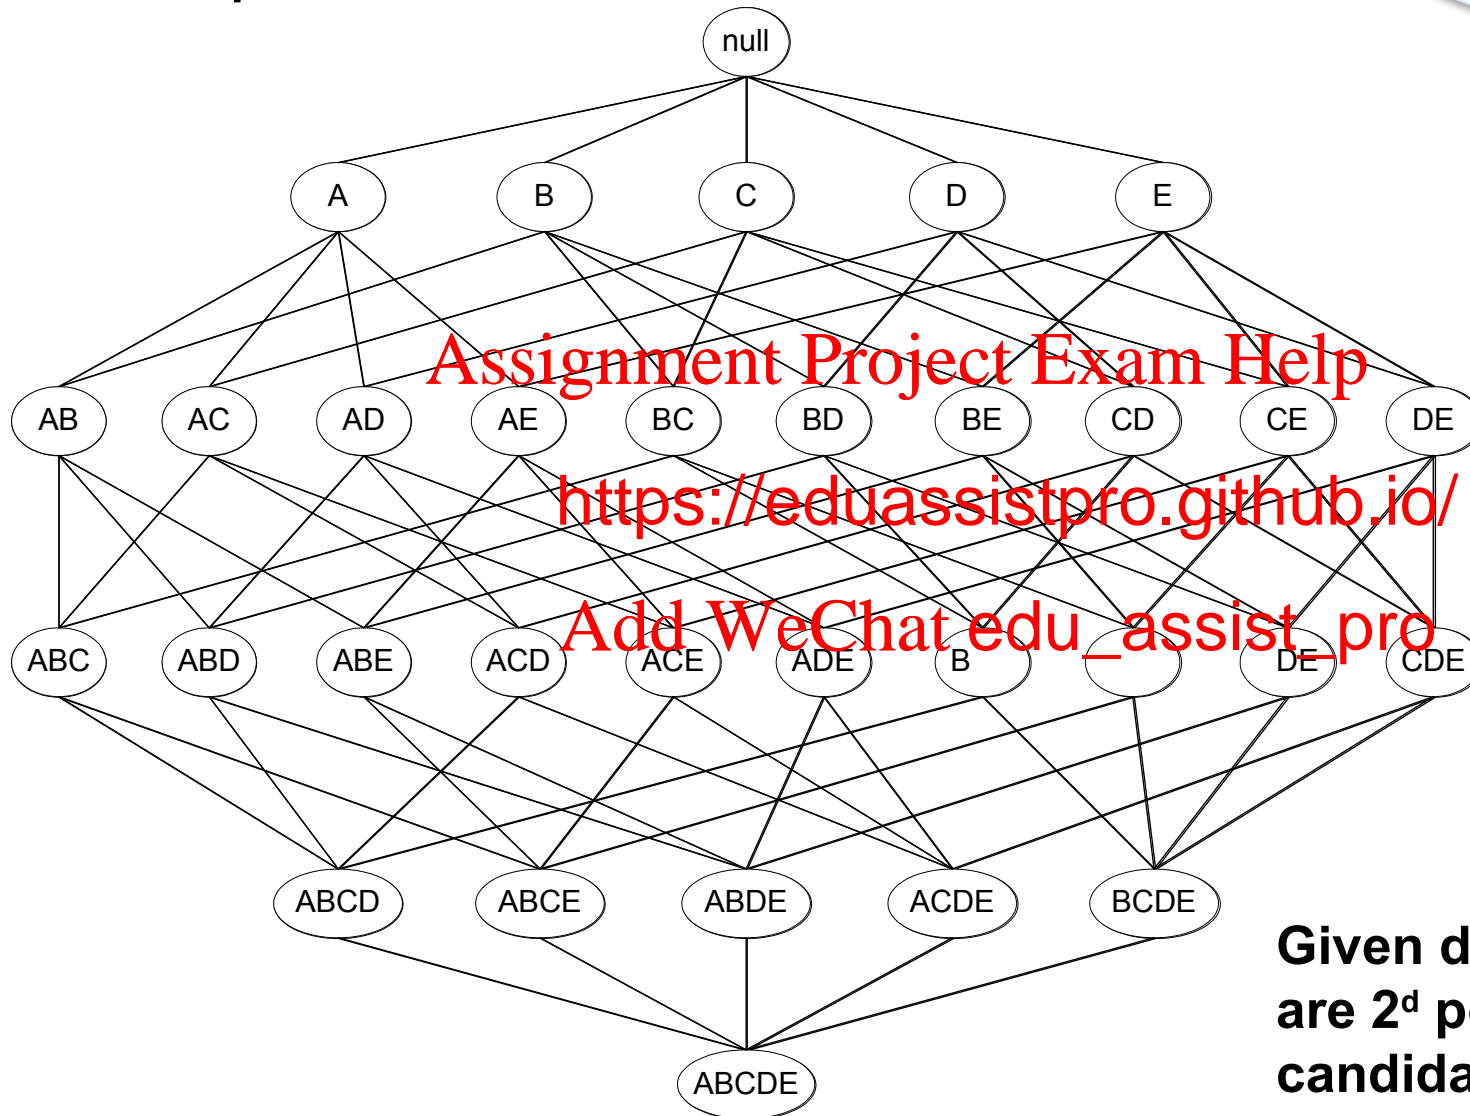 null
A B C D E
Assignment Project Exam Help
AB AC AD AE BC BD BE CD CE DE
https://eduassistpro.github.io/
Add WeChat edu_assist_pro
ABC ABD ABE ACD ACE ADE B DE CDE
ABCD ABCE ABDE ACDE BCDE
Given d
are 2ᵈ p
candida
ABCDE